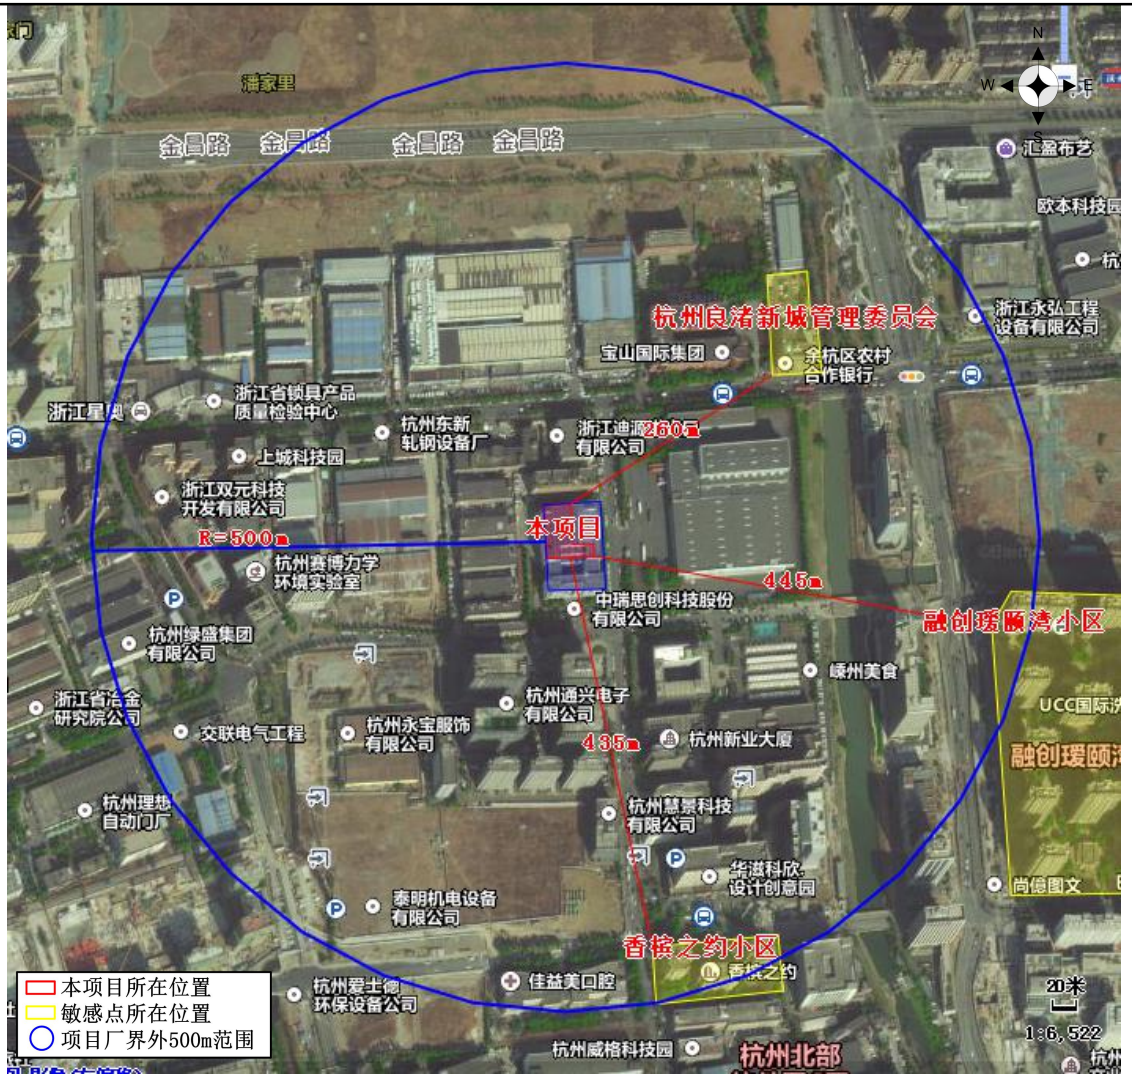 N
W
E
S
潘家里
金昌路
金昌路
金昌路
金昌路
汇盈布艺
欧本科技园
杭
浙江永弘工程
设备有限公司
杭州良渚新城管理委员会
宝山国际集团
余杭区农村
合作银行
浙江省锁具产品
质量检验中心
浙江星奥
杭州东新
轧钢设备厂
浙江迪源
有限公司
260m
上城科技园
浙江双元科技
开发有限公司
本项目
R=500m
杭州赛博力学
环境实验室
445m
中瑞思创科技股份
有限公司
融创瑷颐湾小区
杭州绿盛集团
有限公司
嵊州美食
浙江省冶金
研究院公司
杭州通兴电子
有限公司
UCC国际洗
交联电气工程
杭州永宝服饰
有限公司
435m
杭州新业大厦
融创瑷颐湾
杭州理想
自动门厂
杭州慧景科技
有限公司
华滋科欣
设计创意园
尚億图文
泰明机电设备
有限公司
香槟之约小区
香槟之约
佳益美口腔
杭州爱士德
环保设备公司
20米
1:6,522
杭州威格科技园
杭州北部
杭州
本项目所在位置
敏感点所在位置
项目厂界外500m范围